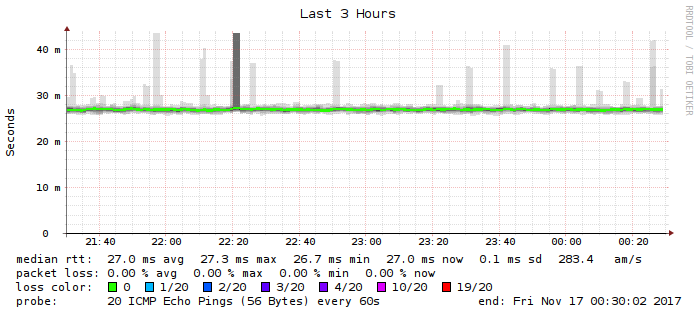 Last 3 Hours
RRDTOOL / TOBI OETIKER
Seconds
40 m
30 m
20 m
10 m
0
21:40 22:00 22:20 22:40 23:00 23:20 23:40 00:00 00:20
median rtt: 27.0 ms avg 27.3 ms max 26.7 ms min 27.0 ms now 0.1 ms sd 283.4 am/s
packet loss: 0.00 % avg 0.00 % max 0.00 % min 0.00 % now
loss color: 0 1/20 2/20 3/20 4/20 10/20 19/20
probe: 20 ICMP Echo Pings (56 Bytes) every 60s end: Fri Nov 17 00:30:02 2017